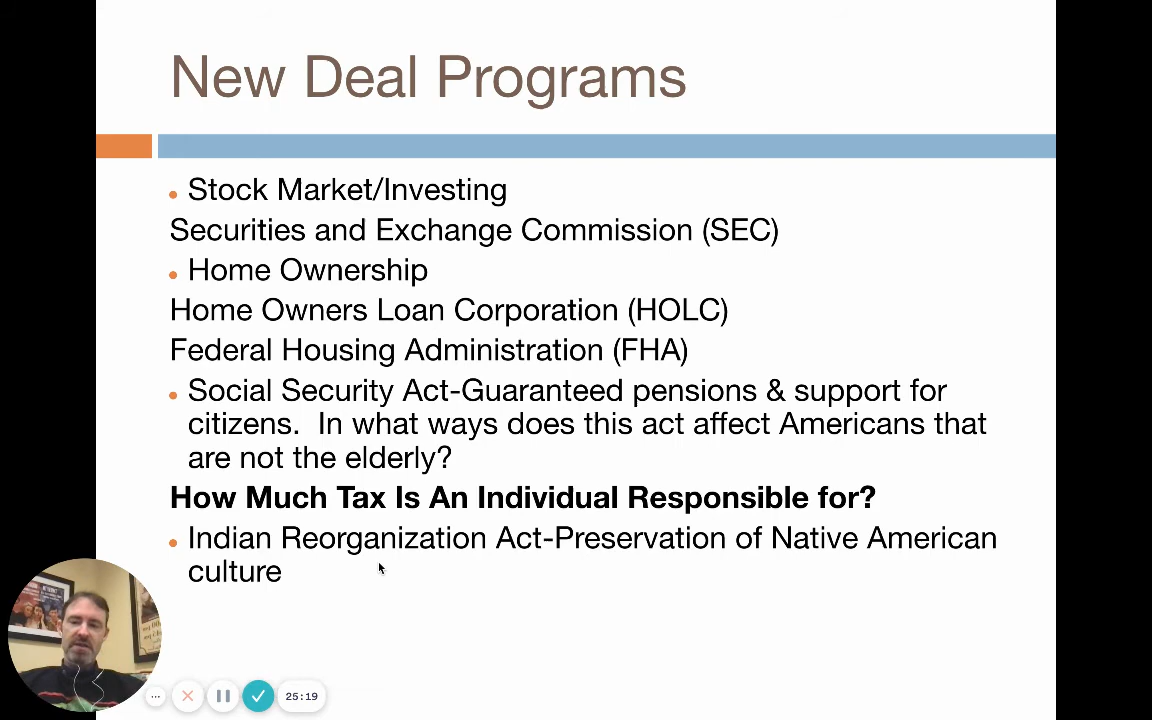 New Deal Programs
• Stock Market/Investing
Securities and Exchange Commission (SEC)
• Home Ownership
Home Owners Loan Corporation (HOLC)
Federal Housing Administration (FHA)
• Social Security Act-Guaranteed pensions & support for
citizens.  In what ways does this act affect Americans that
are not the elderly?
How Much Tax Is An Individual Responsible for?
• Indian Reorganization Act-Preservation of Native American
culture
25:19